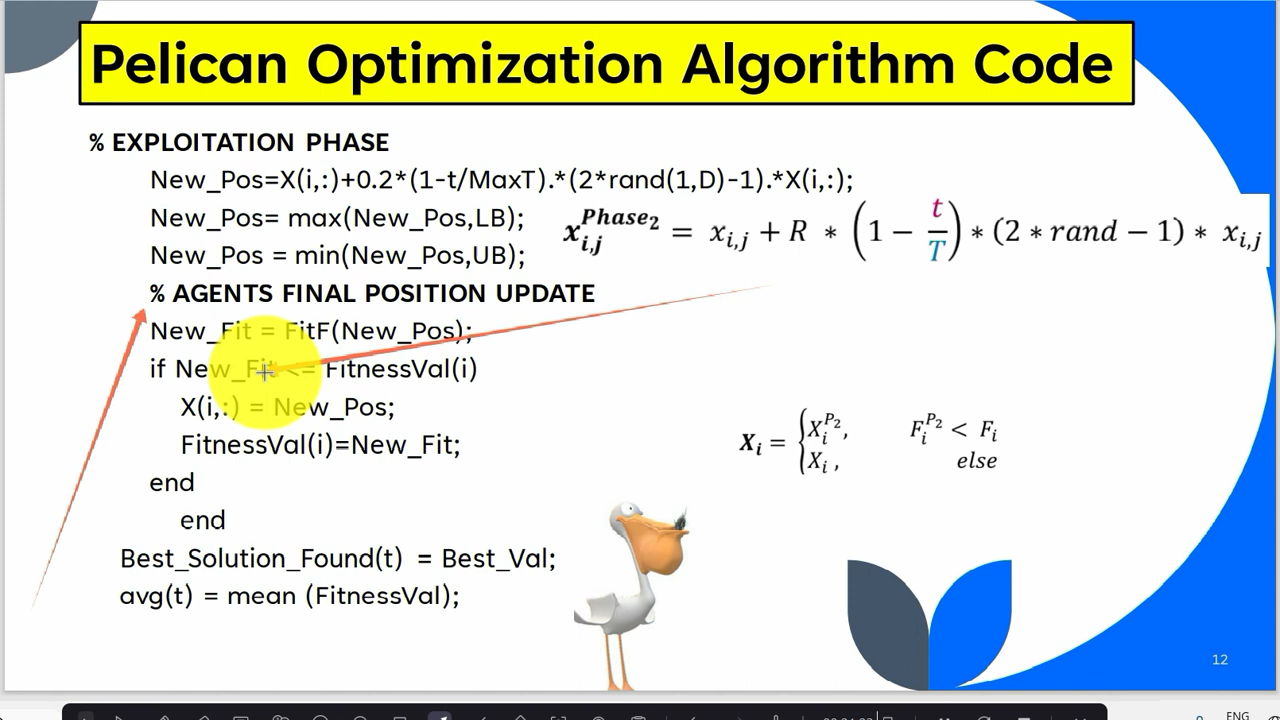 Pelican Optimization Algorithm Code
% EXPLOITATION PHASE
New_Pos=X(i,:)+0.2*(1-t/MaxT).*(2*rand(1,D)-1).*X(i,:);
New_Pos= max(New_Pos,LB);
New_Pos = min(New_Pos,UB);
x_{i,j}^{Phase_2} = x_{i,j} + R * (1 - t/T) * (2 * rand - 1) * x_{i,j}
% AGENTS FINAL POSITION UPDATE
New_Fit = FitF(New_Pos);
if New_Fit <= FitnessVal(i)
X(i,:) = New_Pos;
FitnessVal(i)=New_Fit;
end
end
X_i = { X_i^{P_2}, F_i^{P_2} < F_i
X_i , else
Best_Solution_Found(t) = Best_Val;
avg(t) = mean (FitnessVal);
12
ENG